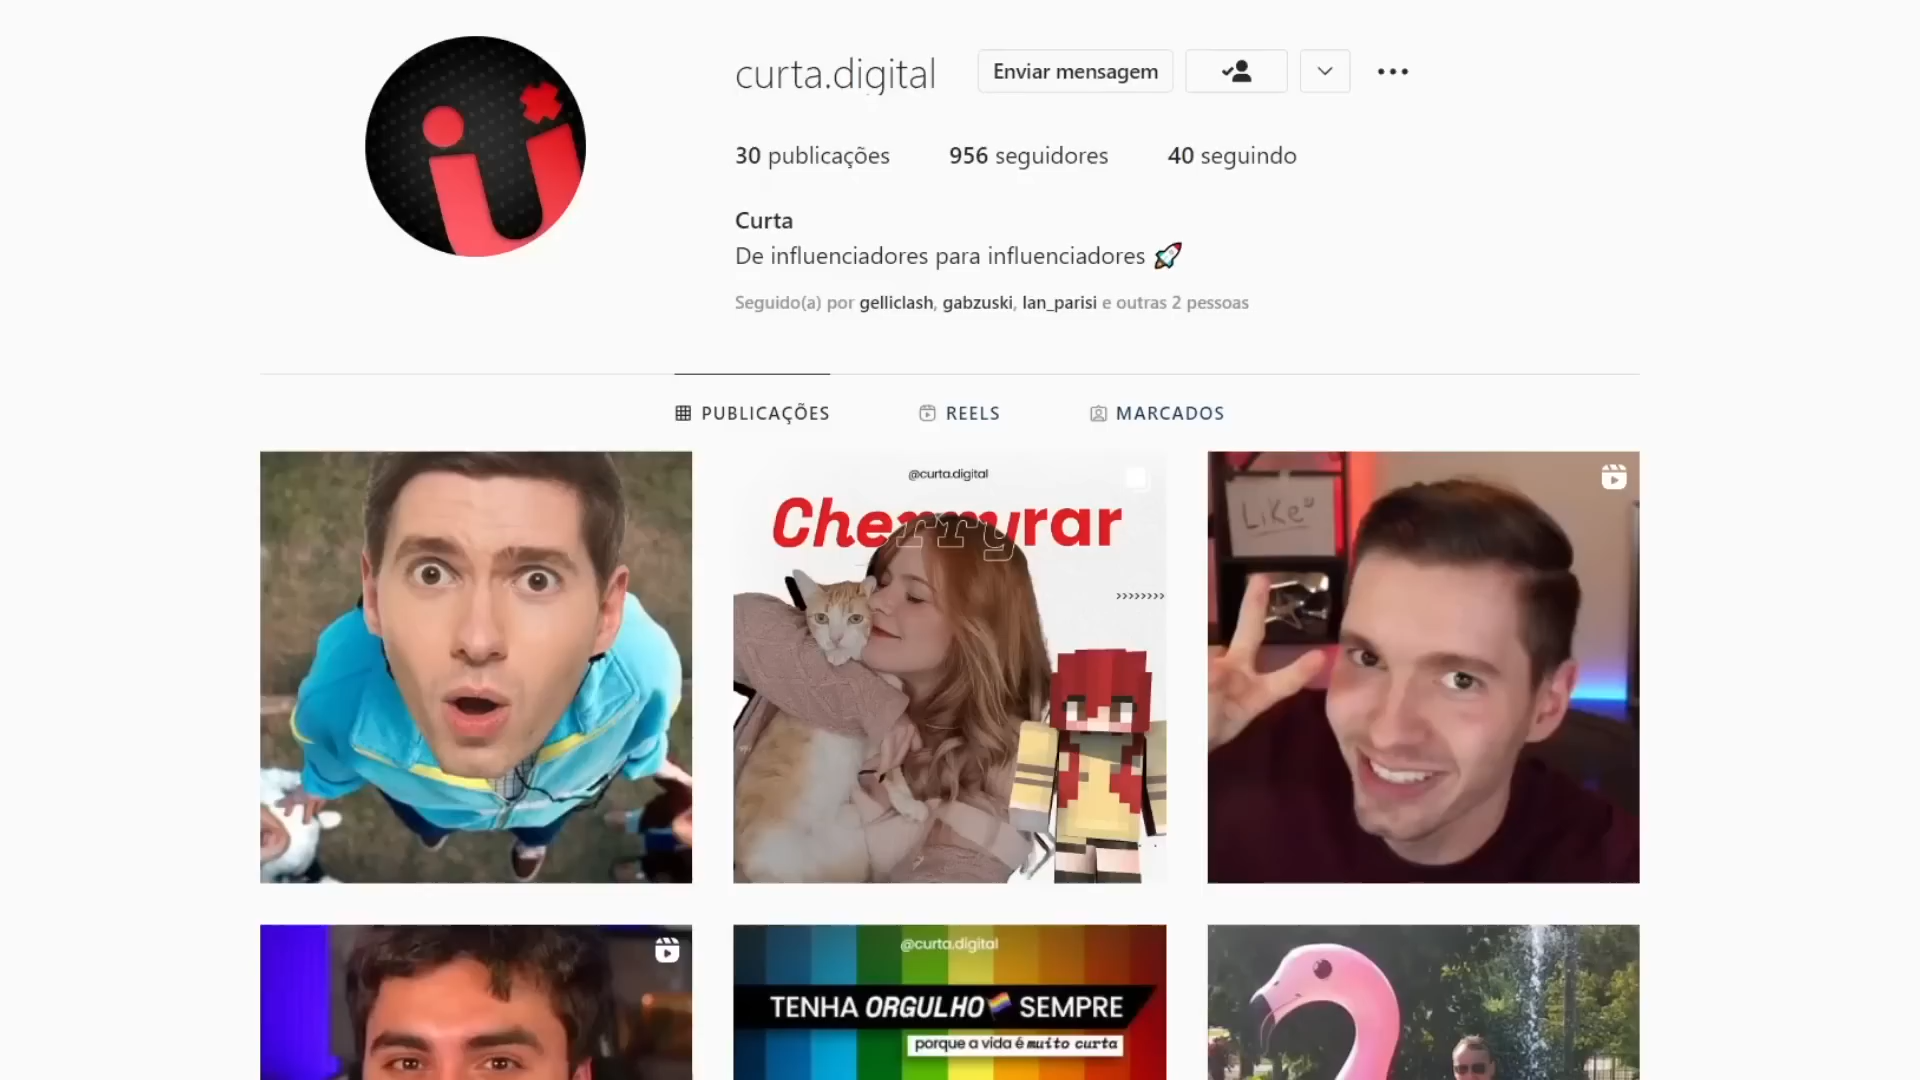 curta.digital
Enviar mensagem
30 publicações 956 seguidores 40 seguindo
Curta
De influenciadores para influenciadores 🚀
Seguido(a) por gelliclash, gabzuski, lan_parisi e outras 2 pessoas
PUBLICAÇÕES REELS MARCADOS
@curta.digital
Cherryrar
››››››››
LiKe
@curta.digital
TENHA ORGULHO SEMPRE
porque a vida é muito curta